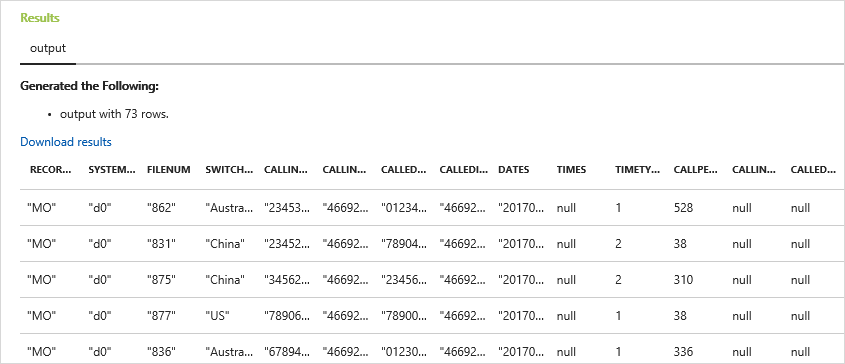 Results
output
Generated the Following:
• output with 73 rows.
Download results
RECOR... SYSTEM... FILENUM SWITCH... CALLIN... CALLIN... CALLED... CALLEDI... DATES TIMES TIMETY... CALLPE... CALLIN... CALLED...
"MO" "d0" "862" "Austra... "23453... "46692... "01234... "46692... "20170... null 1 528 null null
"MO" "d0" "831" "China" "23452... "46692... "78904... "46692... "20170... null 2 38 null null
"MO" "d0" "875" "China" "34562... "46692... "23456... "46692... "20170... null 2 310 null null
"MO" "d0" "877" "US" "78906... "46692... "78900... "46692... "20170... null 1 38 null null
"MO" "d0" "836" "Austra... "67894... "46692... "01230... "46692... "20170... null 1 336 null null